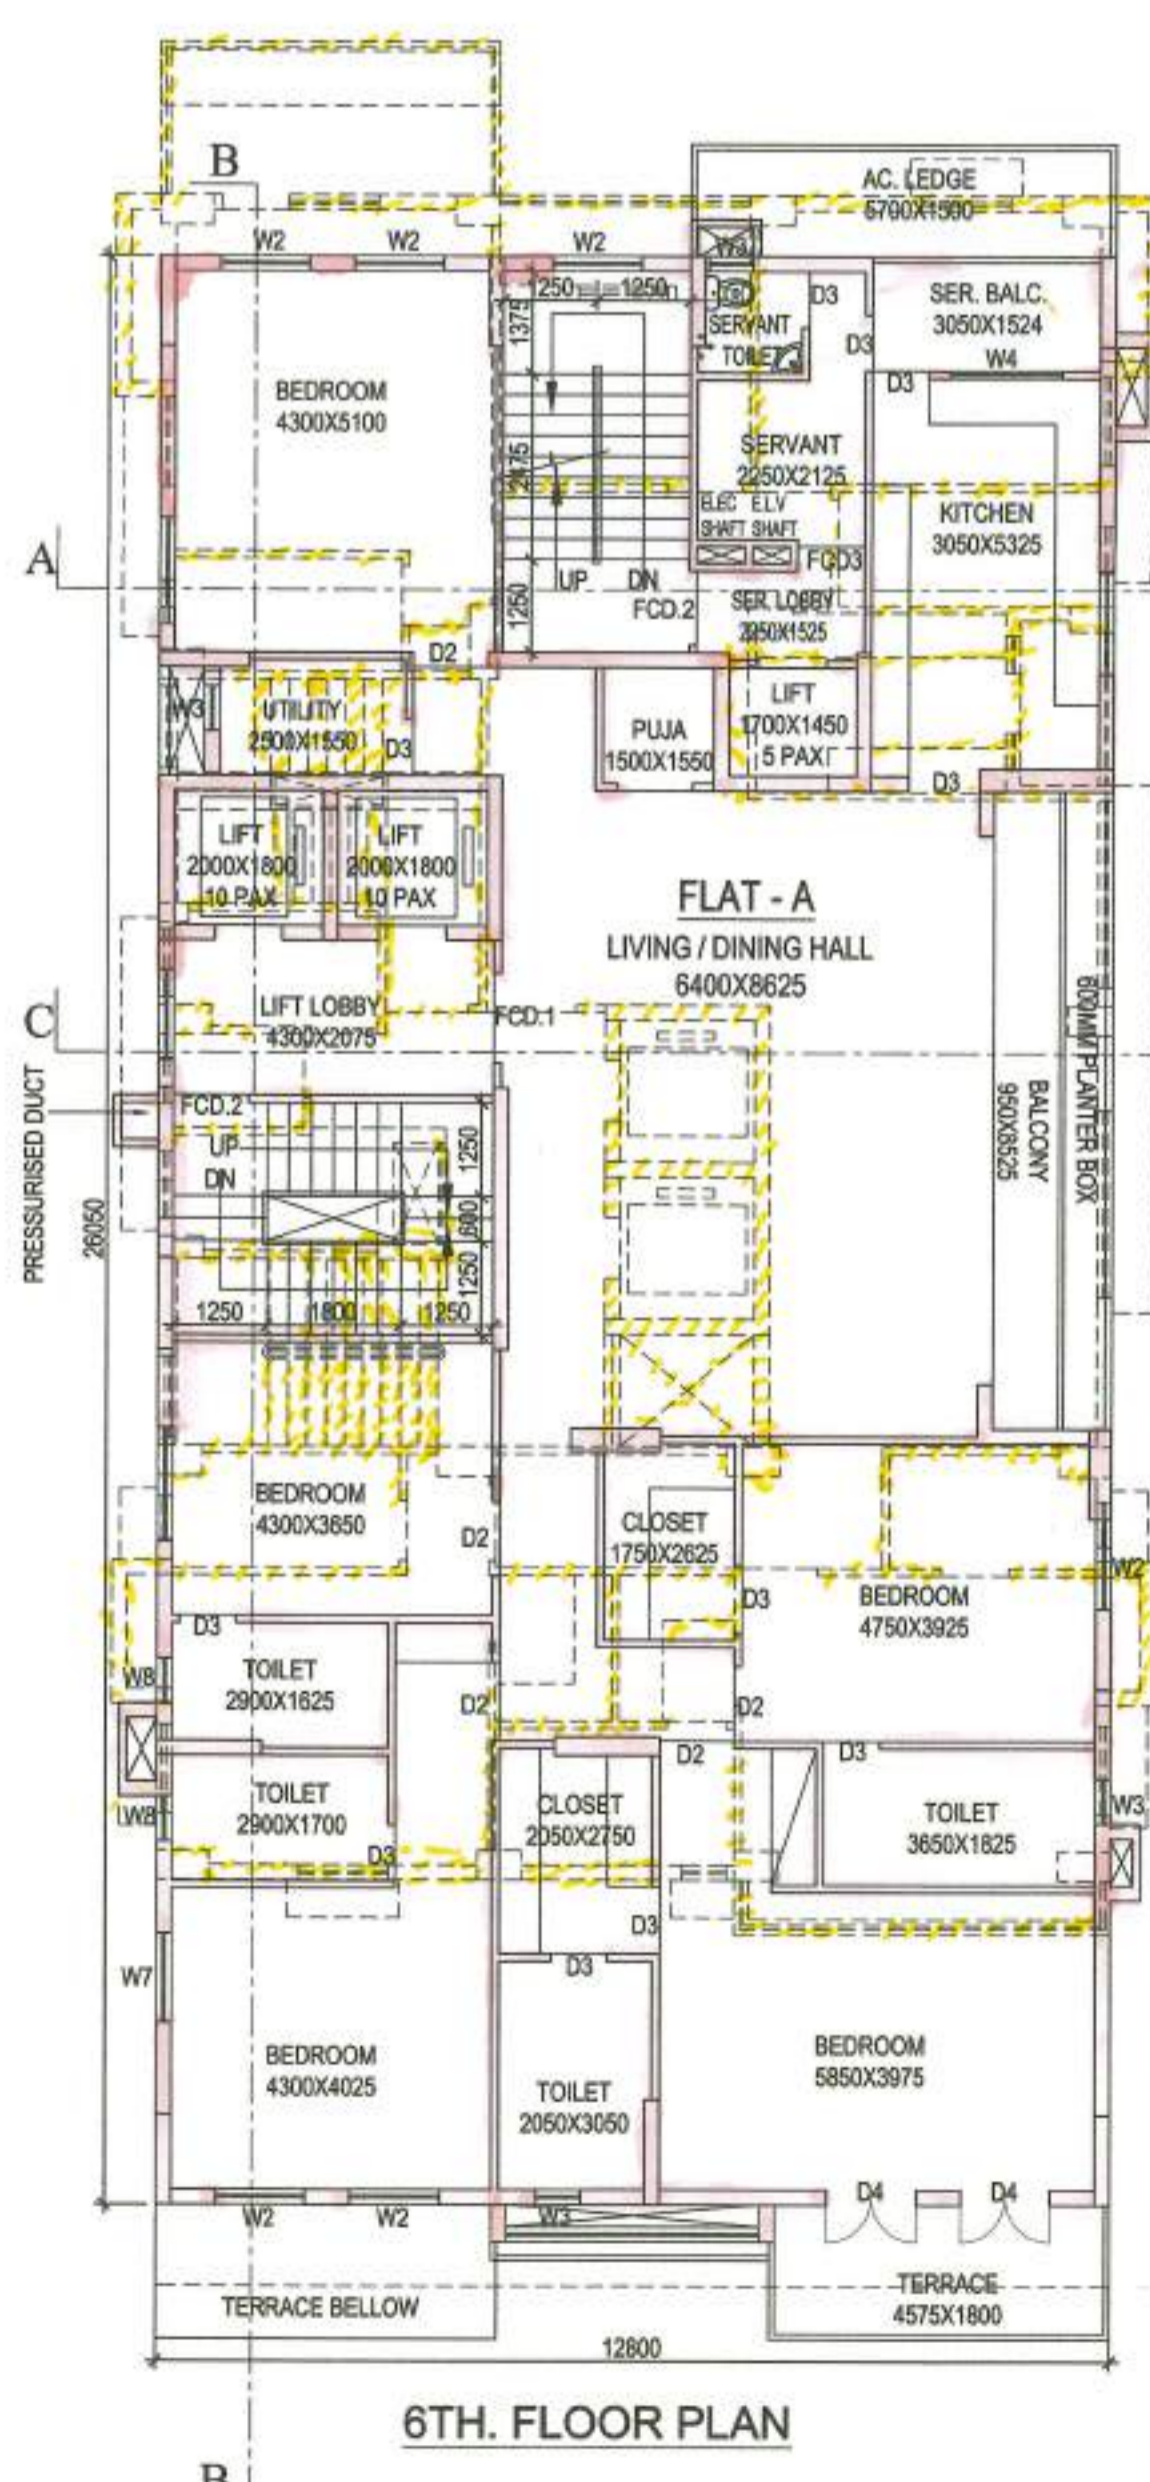 B
AC. LEDGE
5700X1500
W2
W2
W2
1250
1250
D3
SERVANT
TOILET
SER. BALC.
3050X1524
1375
D3
W4
D3
BEDROOM
4300X5100
SERVANT
2250X2125
2475
ELEC
SHAFT
E.L.V
SHAFT
KITCHEN
3050X5325
A
FCD3
UP
DN
FCD.2
SER. LOBBY
1250
D2
W3
UTILITY
2500X1550
D3
PUJA
1500X1550
LIFT
1700X1450
5 PAX
D3
LIFT
2000X1800
10 PAX
LIFT
2000X1800
10 PAX
FLAT - A
LIVING / DINING HALL
6400X8625
LIFT LOBBY
4300X2075
FCD.1
C
600MM PLANTER BOX
BALCONY
950X8525
PRESSURISED DUCT
FCD.2
UP
DN
1250
600
1250
26050
1250
1800
1250
BEDROOM
4300X3650
D2
CLOSET
1750X2625
W2
D3
BEDROOM
4750X3925
D3
TOILET
2900X1625
W8
D2
D2
D2
D3
TOILET
2900X1700
W8
D3
CLOSET
2050X2750
TOILET
3650X1825
W3
D3
D3
W7
BEDROOM
4300X4025
TOILET
2050X3050
BEDROOM
5850X3975
D4
D4
W2
W2
W3
TERRACE BELLOW
TERRACE
4575X1800
12800
6TH. FLOOR PLAN
B